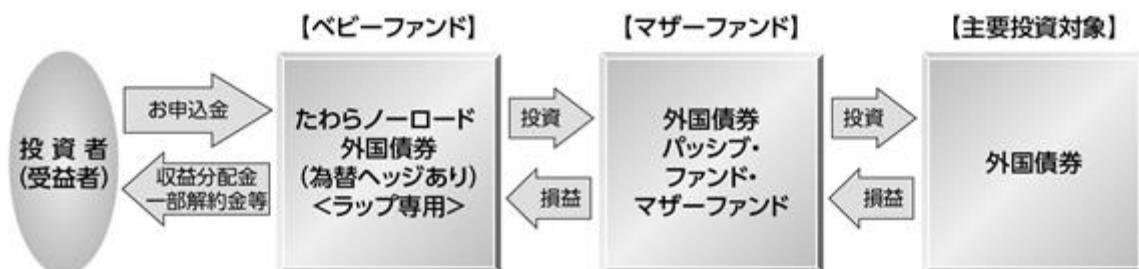 【ベビーファンド】
【マザーファンド】
【主要投資対象】
投資者
(受益者)
お申込金
収益分配金
一部解約金等
たわらノーロード
外国債券
(為替ヘッジあり)
<ラップ専用>
投資
損益
外国債券
パッシブ・
ファンド・
マザーファンド
投資
損益
外国債券